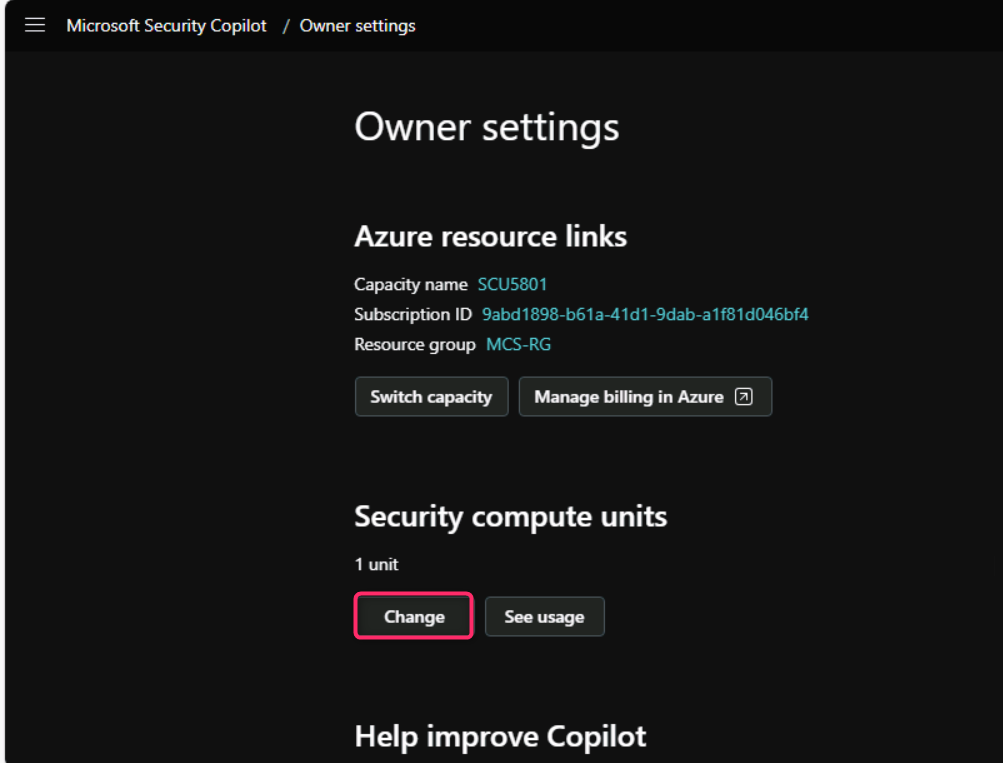 Microsoft Security Copilot / Owner settings
Owner settings
Azure resource links
Capacity name SCU5801
Subscription ID 9abd1898-b61a-41d1-9dab-a1f81d046bf4
Resource group MCS-RG
Switch capacity Manage billing in Azure
Security compute units
1 unit
Change See usage
Help improve Copilot